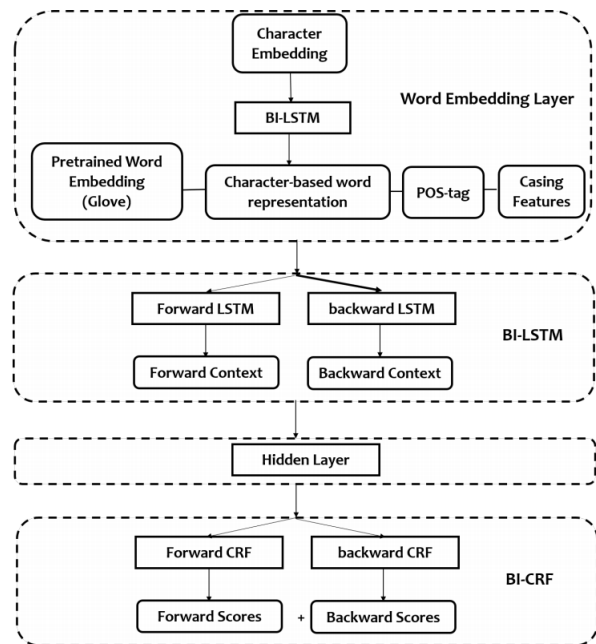 Character
Embedding
Word Embedding Layer
BI-LSTM
Pretrained Word
Embedding
(Glove)
Character-based word
representation
POS-tag
Casing
Features
Forward LSTM
backward LSTM
BI-LSTM
Forward Context
Backward Context
Hidden Layer
Forward CRF
backward CRF
BI-CRF
Forward Scores
+
Backward Scores